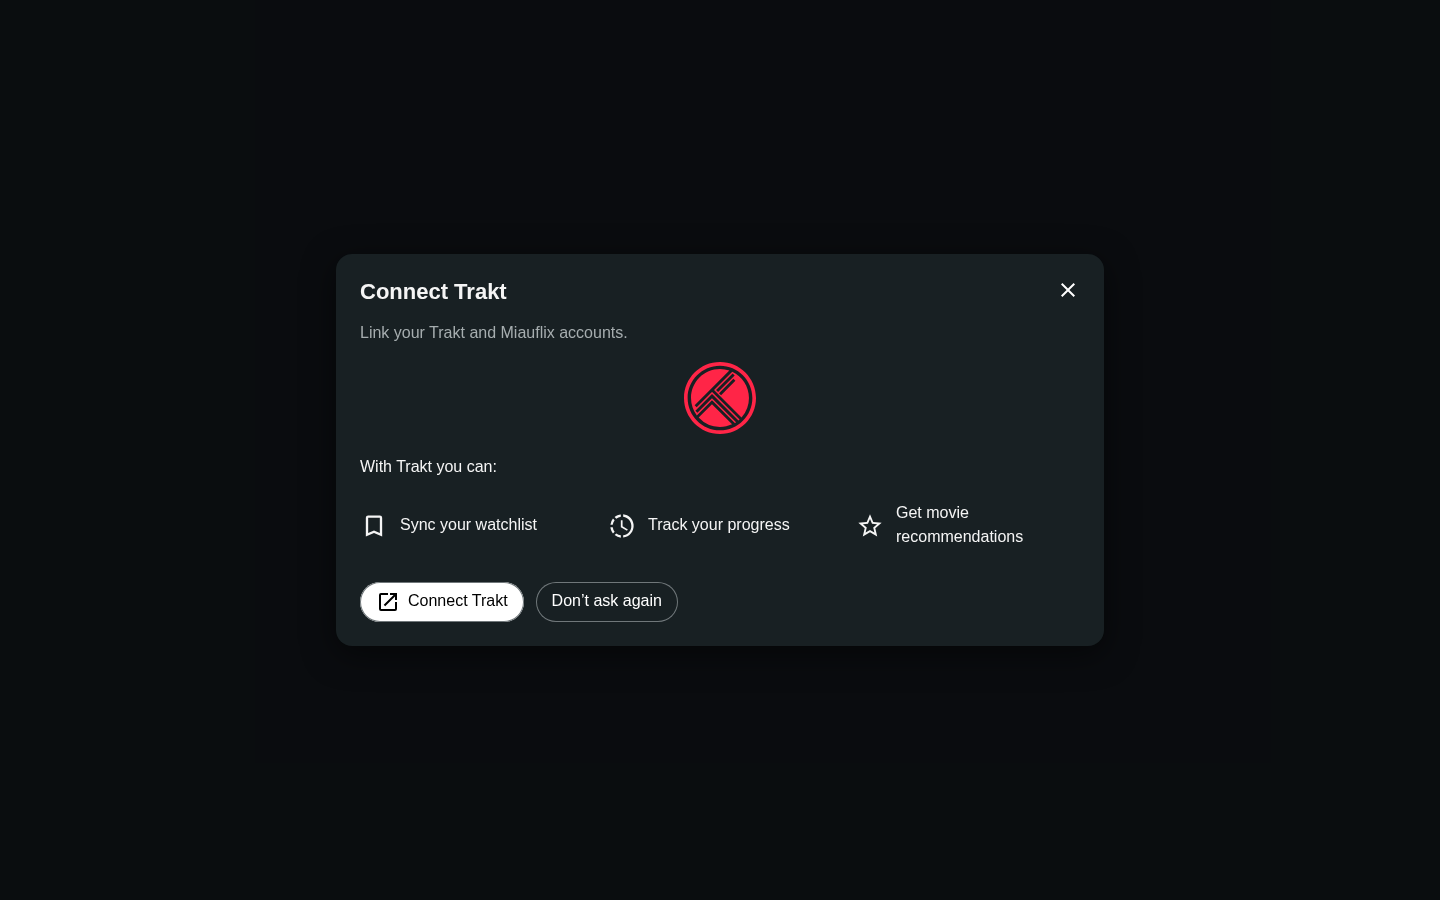 Connect Trakt
Link your Trakt and Miauflix accounts.
With Trakt you can:
Sync your watchlist
Track your progress
Get movie
recommendations
Connect Trakt
Don’t ask again